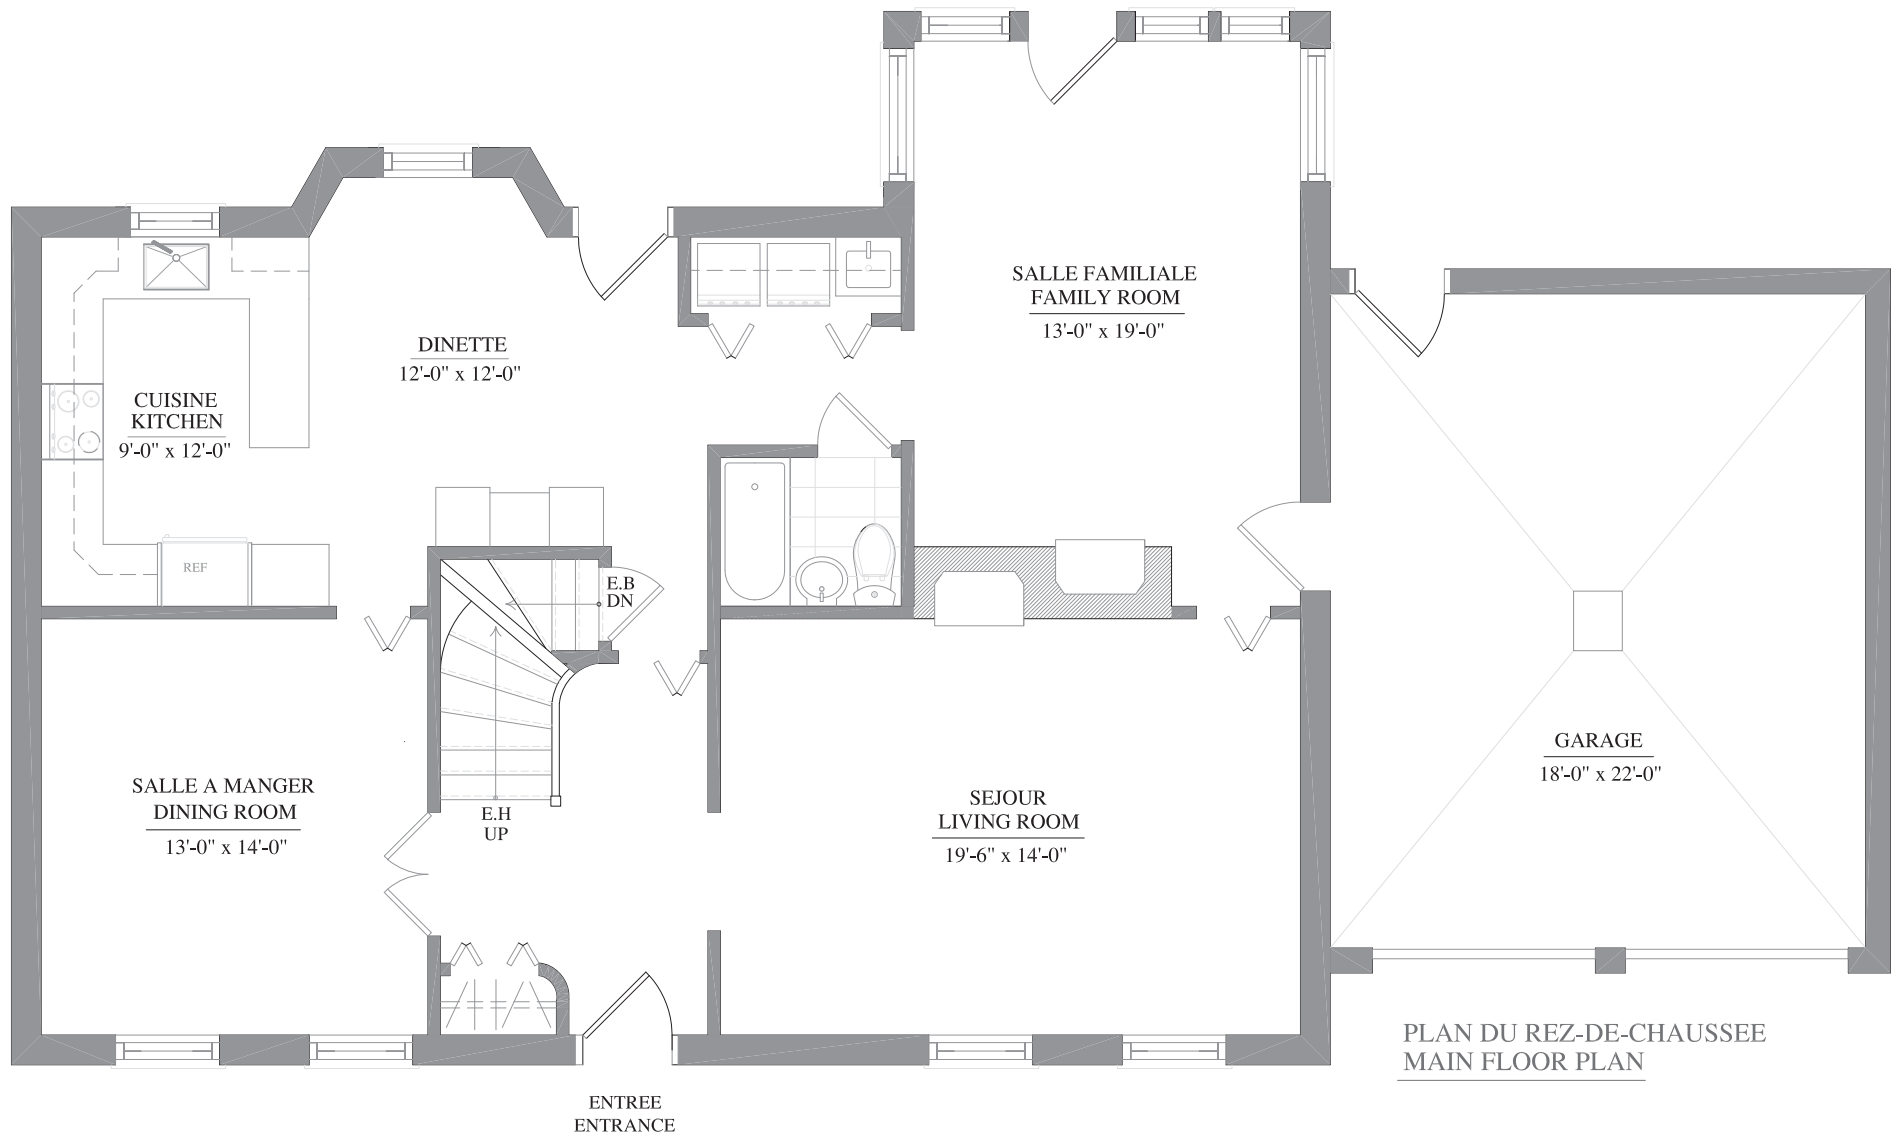 SALLE FAMILIALE
FAMILY ROOM
13'-0" x 19'-0"
DINETTE
12'-0" x 12'-0"
CUISINE
KITCHEN
9'-0" x 12'-0"
REF
E.B
DN
E.H
UP
SALLE A MANGER
DINING ROOM
13'-0" x 14'-0"
SEJOUR
LIVING ROOM
19'-6" x 14'-0"
GARAGE
18'-0" x 22'-0"
PLAN DU REZ-DE-CHAUSSEE
MAIN FLOOR PLAN
ENTREE
ENTRANCE